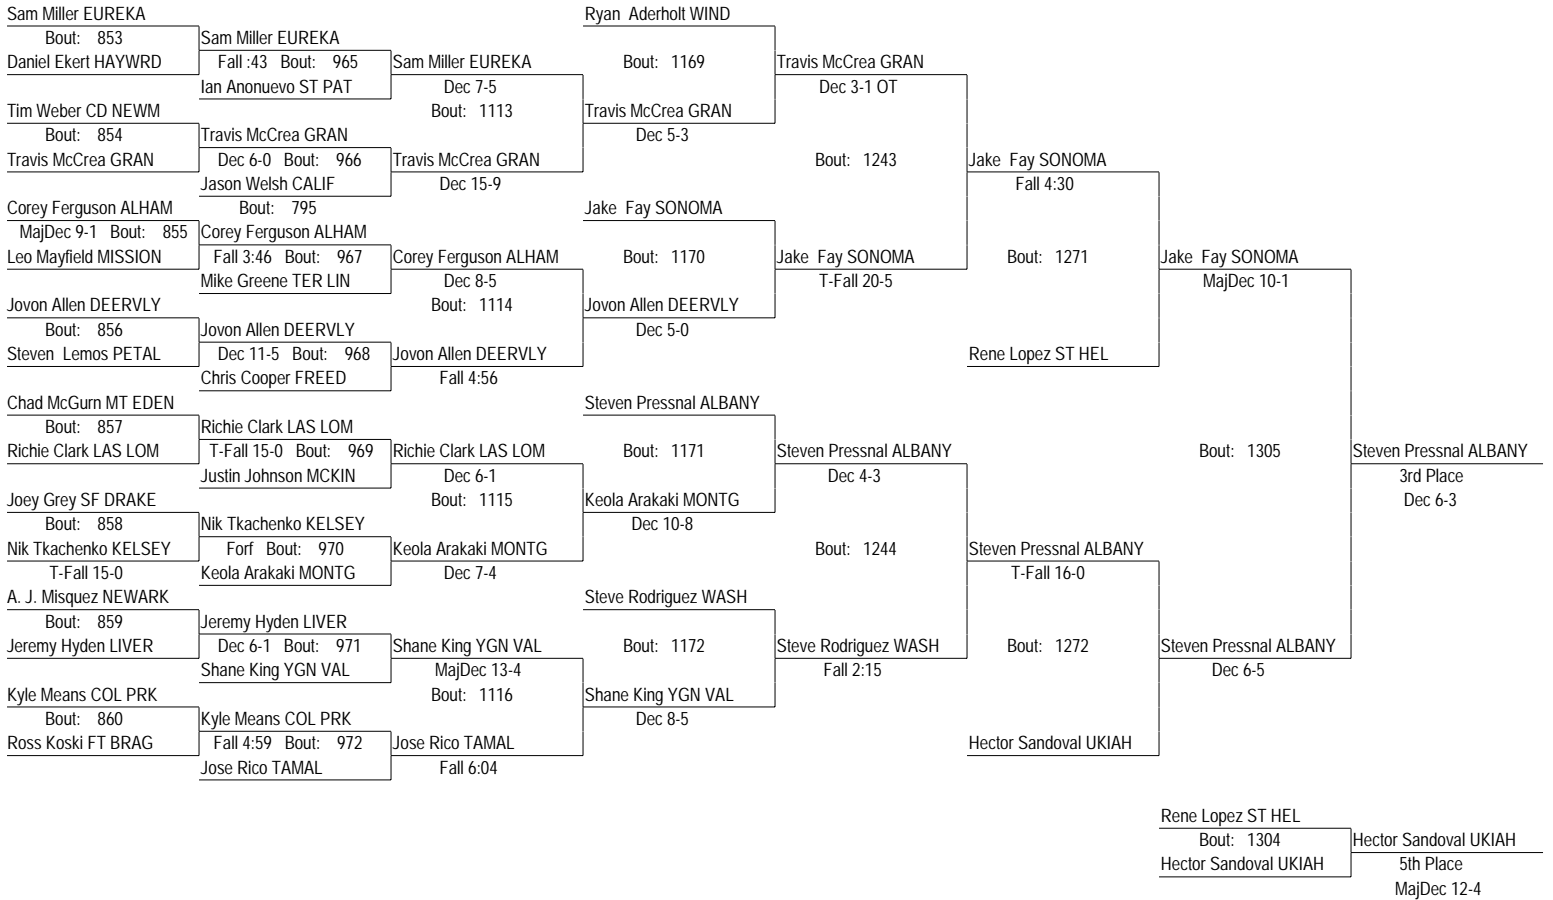 Sam Miller EUREKA
Bout: 853
Daniel Ekert HAYWRD
Tim Weber CD NEWM
Bout: 854
Travis McCrea GRAN
Corey Ferguson ALHAM
MajDec 9-1 Bout: 855
Leo Mayfield MISSION
Jovon Allen DEERVLY
Bout: 856
Steven Lemos PETAL
Chad McGurn MT EDEN
Bout: 857
Richie Clark LAS LOM
Joey Grey SF DRAKE
Bout: 858
Nik Tkachenko KELSEY
T-Fall 15-0
A. J. Misquez NEWARK
Bout: 859
Jeremy Hyden LIVER
Kyle Means COL PRK
Bout: 860
Ross Koski FT BRAG
Sam Miller EUREKA
Fall :43 Bout: 965
Ian Anonuevo ST PAT
Travis McCrea GRAN
Dec 6-0 Bout: 966
Jason Welsh CALIF
Bout: 795
Corey Ferguson ALHAM
Fall 3:46 Bout: 967
Mike Greene TER LIN
Jovon Allen DEERVLY
Dec 11-5 Bout: 968
Chris Cooper FREED
Richie Clark LAS LOM
T-Fall 15-0 Bout: 969
Justin Johnson MCKIN
Nik Tkachenko KELSEY
Forf Bout: 970
Keola Arakaki MONTG
Jeremy Hyden LIVER
Dec 6-1 Bout: 971
Shane King YGN VAL
Kyle Means COL PRK
Fall 4:59 Bout: 972
Jose Rico TAMAL
Sam Miller EUREKA
Dec 7-5
Bout: 1113
Travis McCrea GRAN
Dec 15-9
Corey Ferguson ALHAM
Dec 8-5
Bout: 1114
Jovon Allen DEERVLY
Fall 4:56
Richie Clark LAS LOM
Dec 6-1
Bout: 1115
Keola Arakaki MONTG
Dec 7-4
Shane King YGN VAL
MajDec 13-4
Bout: 1116
Jose Rico TAMAL
Fall 6:04
Ryan Aderholt WIND
Bout: 1169
Travis McCrea GRAN
Dec 5-3
Jake Fay SONOMA
Bout: 1170
Jovon Allen DEERVLY
Dec 5-0
Steven Pressnal ALBANY
Bout: 1171
Keola Arakaki MONTG
Dec 10-8
Steve Rodriguez WASH
Bout: 1172
Shane King YGN VAL
Dec 8-5
Travis McCrea GRAN
Dec 3-1 OT
Bout: 1243
Jake Fay SONOMA
T-Fall 20-5
Steven Pressnal ALBANY
Dec 4-3
Bout: 1244
Steve Rodriguez WASH
Fall 2:15
Jake Fay SONOMA
Fall 4:30
Bout: 1271
Rene Lopez ST HEL
Steven Pressnal ALBANY
T-Fall 16-0
Bout: 1272
Hector Sandoval UKIAH
Jake Fay SONOMA
MajDec 10-1
Bout: 1305
Steven Pressnal ALBANY
Dec 6-5
Steven Pressnal ALBANY
3rd Place
Dec 6-3
Rene Lopez ST HEL
Bout: 1304
Hector Sandoval UKIAH
Hector Sandoval UKIAH
5th Place
MajDec 12-4